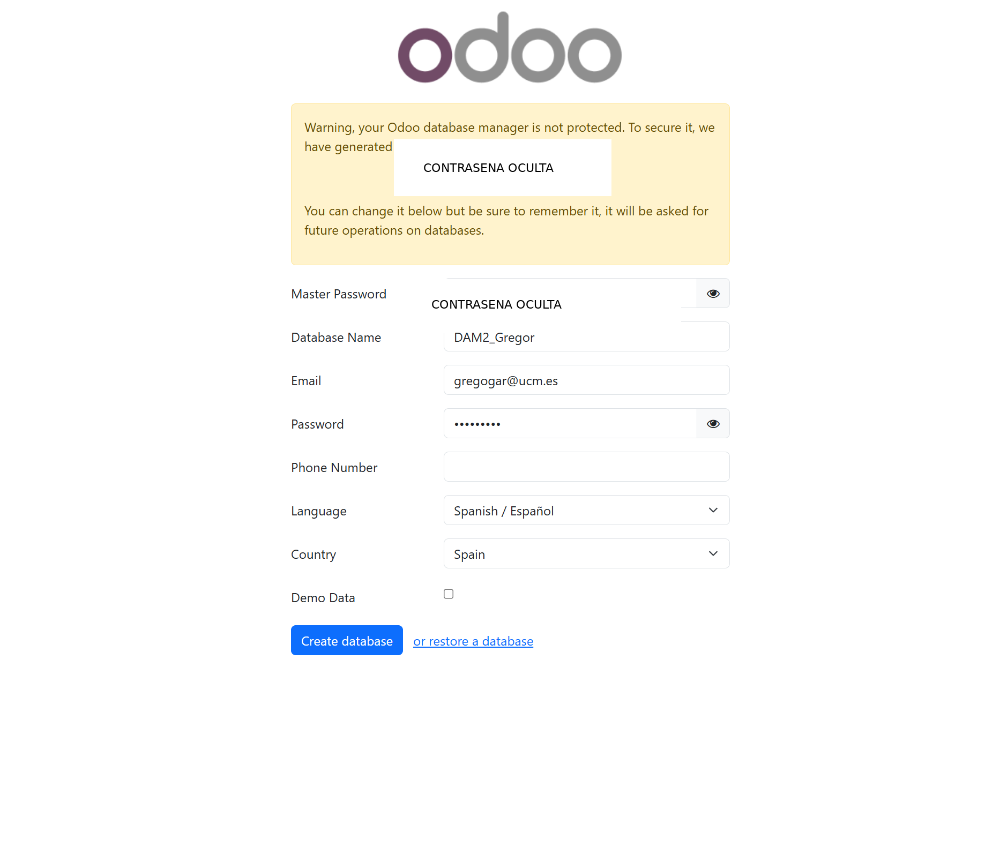 odoo
Warning, your Odoo database manager is not protected. To secure it, we
have generated
CONTRASENA OCULTA
You can change it below but be sure to remember it, it will be asked for
future operations on databases.
Master Password
CONTRASENA OCULTA
Database Name DAM2_Gregor
Email gregogar@ucm.es
Password •••••••••
Phone Number
Language Spanish / Español
Country Spain
Demo Data
Create database or restore a database